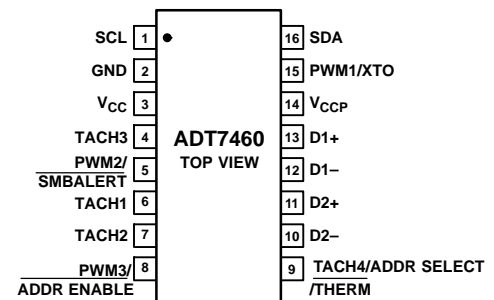 SCL 1 16 SDA
GND 2 15 PWM1/XTO
VCC 3 14 VCCP
TACH3 4 ADT7460 13 D1+
PWM2/ TOP VIEW
SMBALERT 5 12 D1–
TACH1 6 11 D2+
TACH2 7 10 D2–
PWM3/ 8 9 TACH4/ADDR SELECT
ADDR ENABLE /THERM